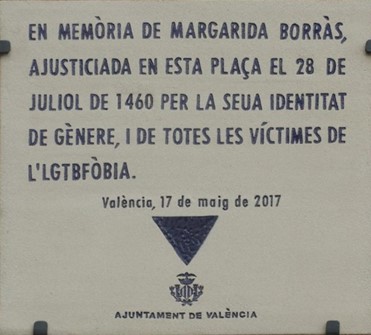 EN MEMÒRIA DE MARGARIDA BORRÀS,
AJUSTICIADA EN ESTA PLAÇA EL 28 DE
JULIOL DE 1460 PER LA SEUA IDENTITAT
DE GÈNERE, I DE TOTES LES VÍCTIMES DE
L'LGTBFÒBIA.
València, 17 de maig de 2017
AJUNTAMENT DE VALÈNCIA